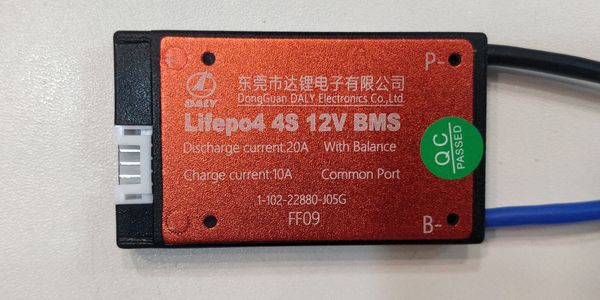 P-
东莞市达锂电子有限公司
DALY
DongGuan DALY Electronics Co.,Ltd.
Lifepo4 4S 12V BMS
Discharge current:20A With Balance
QC
PASSED
Charge current:10A Common Port
1-102-22880-J05G
FF09
B-